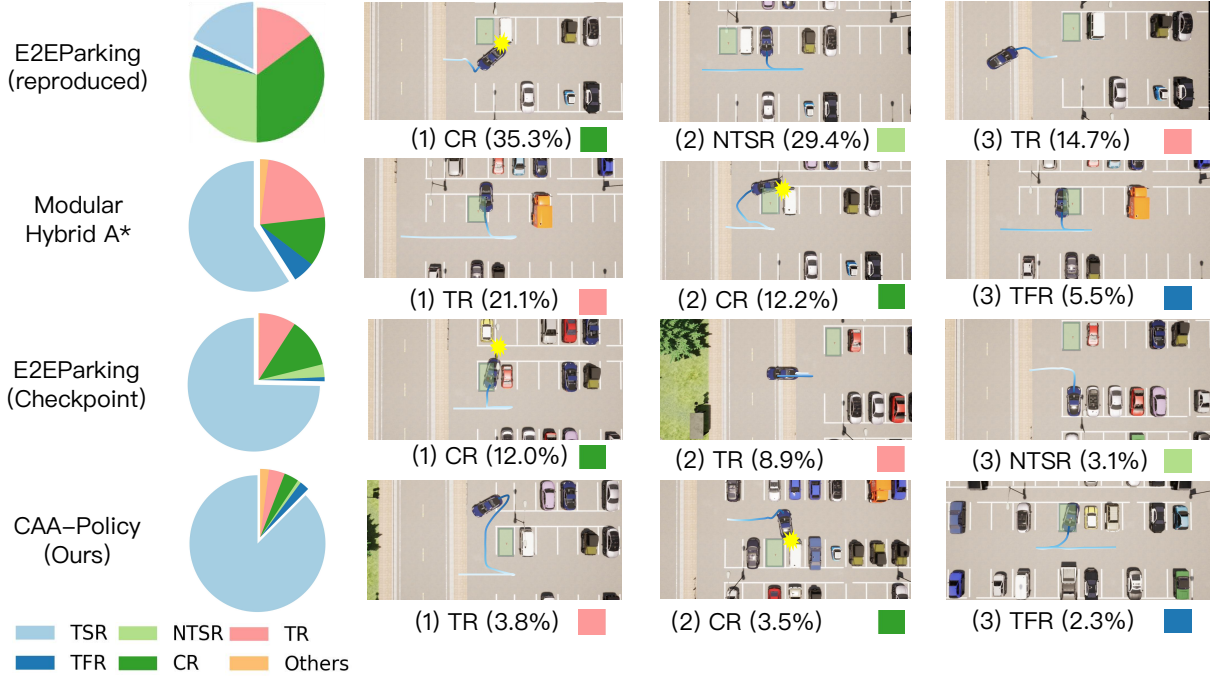 E2EParking
(reproduced)
(1) CR (35.3%)
(2) NTSR (29.4%)
(3) TR (14.7%)
Modular
Hybrid A*
(1) TR (21.1%)
(2) CR (12.2%)
(3) TFR (5.5%)
E2EParking
(Checkpoint)
(1) CR (12.0%)
(2) TR (8.9%)
(3) NTSR (3.1%)
CAA–Policy
(Ours)
(1) TR (3.8%)
(2) CR (3.5%)
(3) TFR (2.3%)
TSR NTSR TR
TFR CR Others